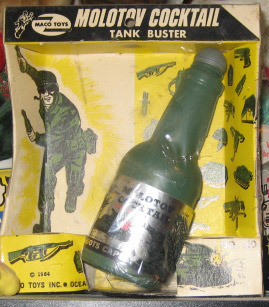 MACO TOYS
MOLOTOV COCKTAIL
TANK BUSTER
MOLOTOV
COCKTAIL
© 1964
O TOYS INC. • OCEA